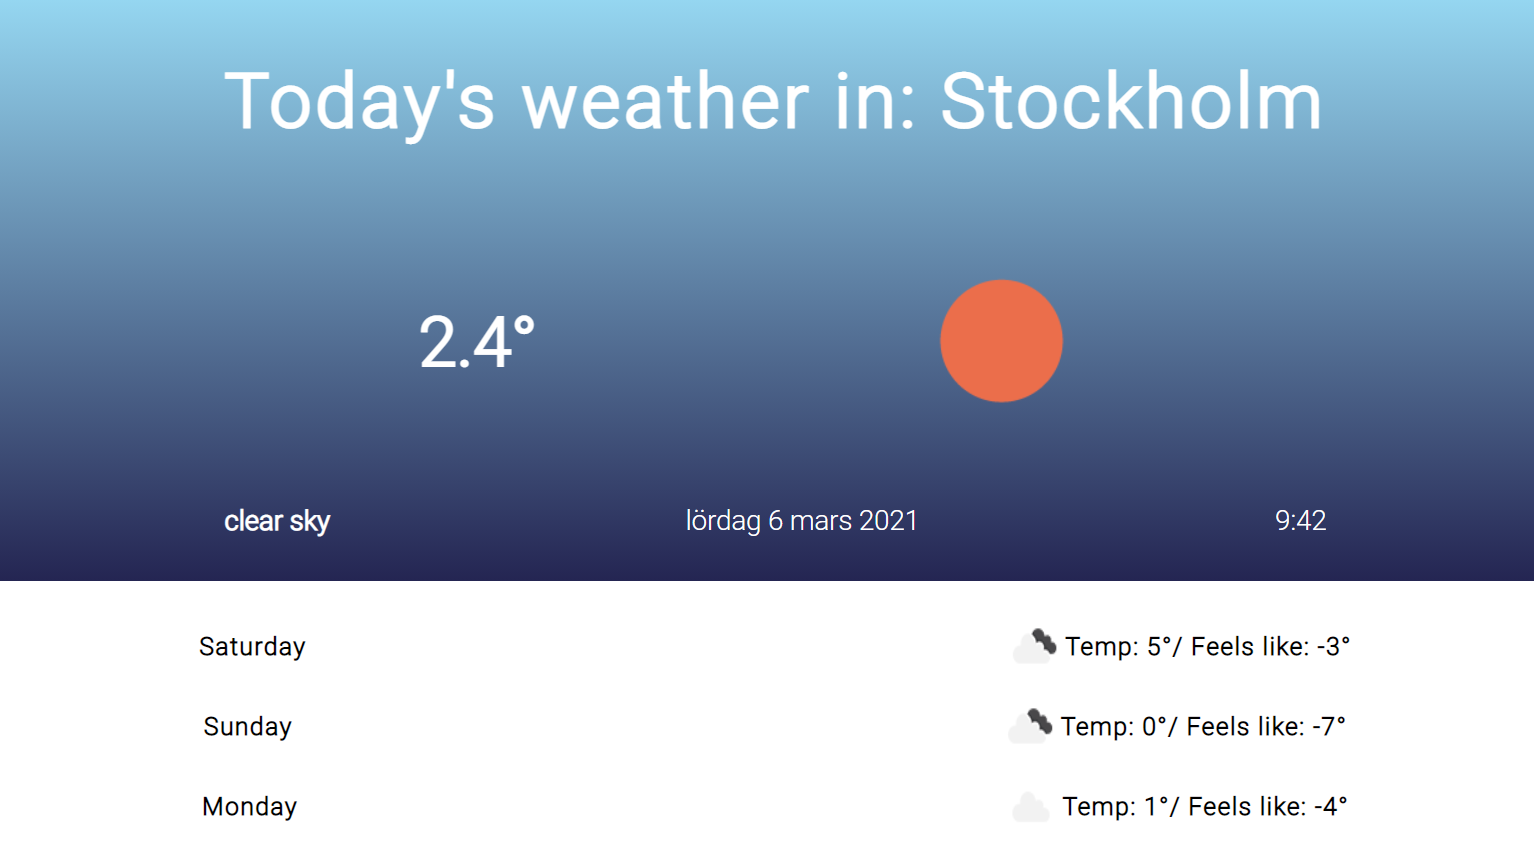 Today's weather in: Stockholm
2.4°
clear sky lördag 6 mars 2021 9:42
Saturday Temp: 5°/ Feels like: -3°
Sunday Temp: 0°/ Feels like: -7°
Monday Temp: 1°/ Feels like: -4°